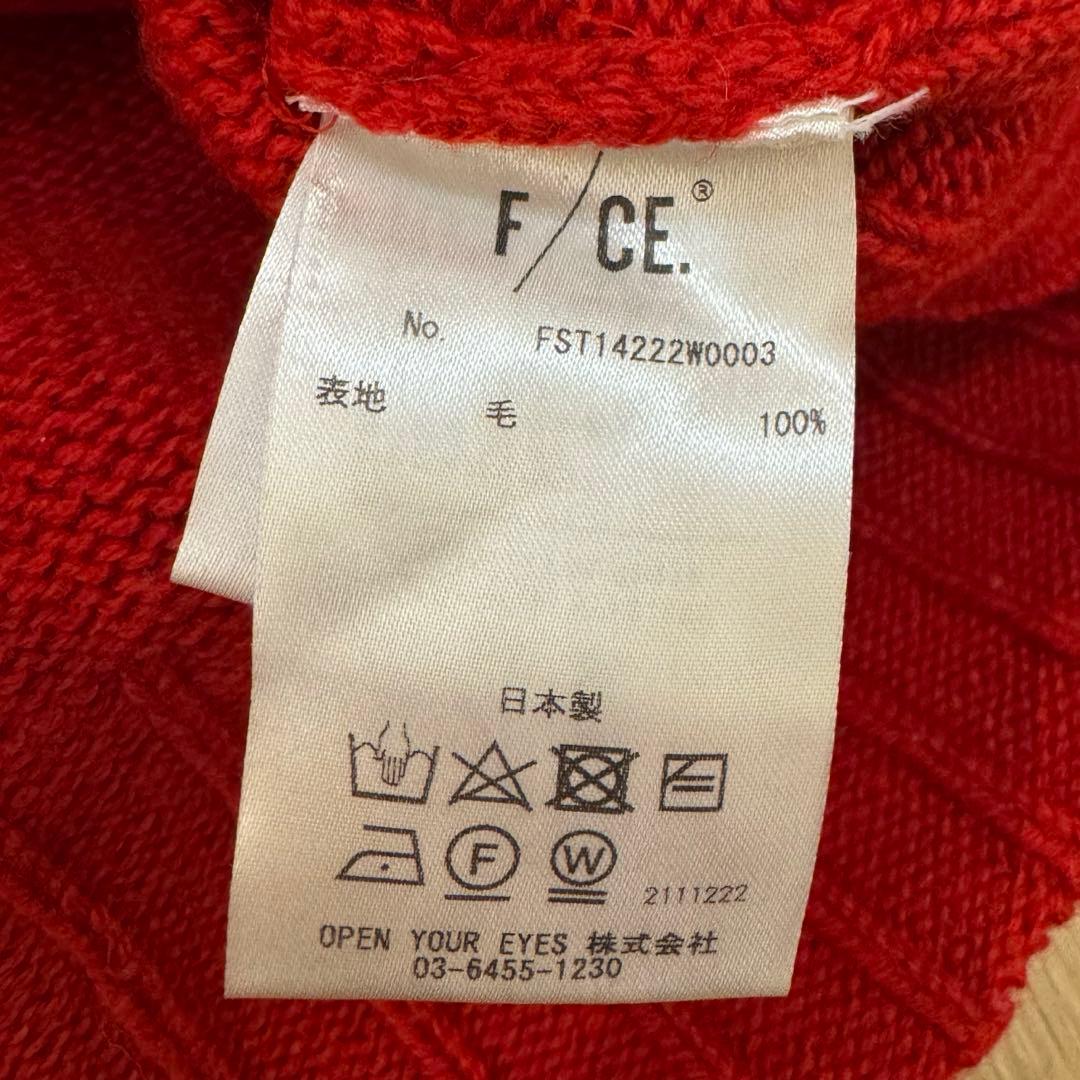 F/CE.®
No. FST14222W0003
表地 毛 100%
日本製
F W 2111222
OPEN YOUR EYES 株式会社
03-6455-1230